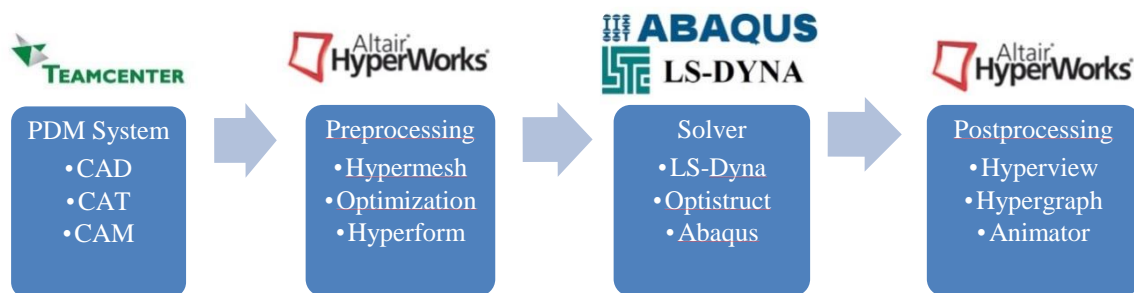 TEAMCENTER
Altair
HyperWorks
ABAQUS
LS-DYNA
Altair
HyperWorks
PDM System
•CAD
•CAT
•CAM
Preprocessing
•Hypermesh
•Optimization
•Hyperform
Solver
•LS-Dyna
•Optistruct
•Abaqus
Postprocessing
•Hyperview
•Hypergraph
•Animator